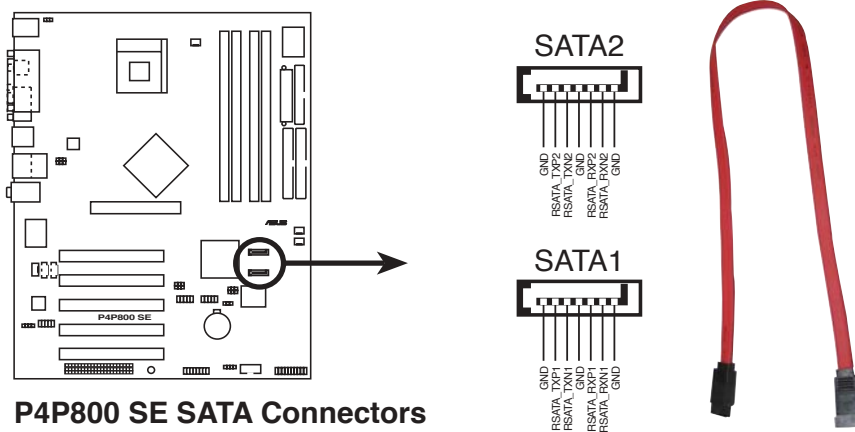 SATA2
GND
RSATA_TXP2
RSATA_TXN2
GND
RSATA_RXP2
RSATA_RXN2
GND
ASUS
SATA1
GND
RSATA_TXP1
RSATA_TXN1
GND
RSATA_RXP1
RSATA_RXN1
GND
P4P800 SE
P4P800 SE SATA Connectors